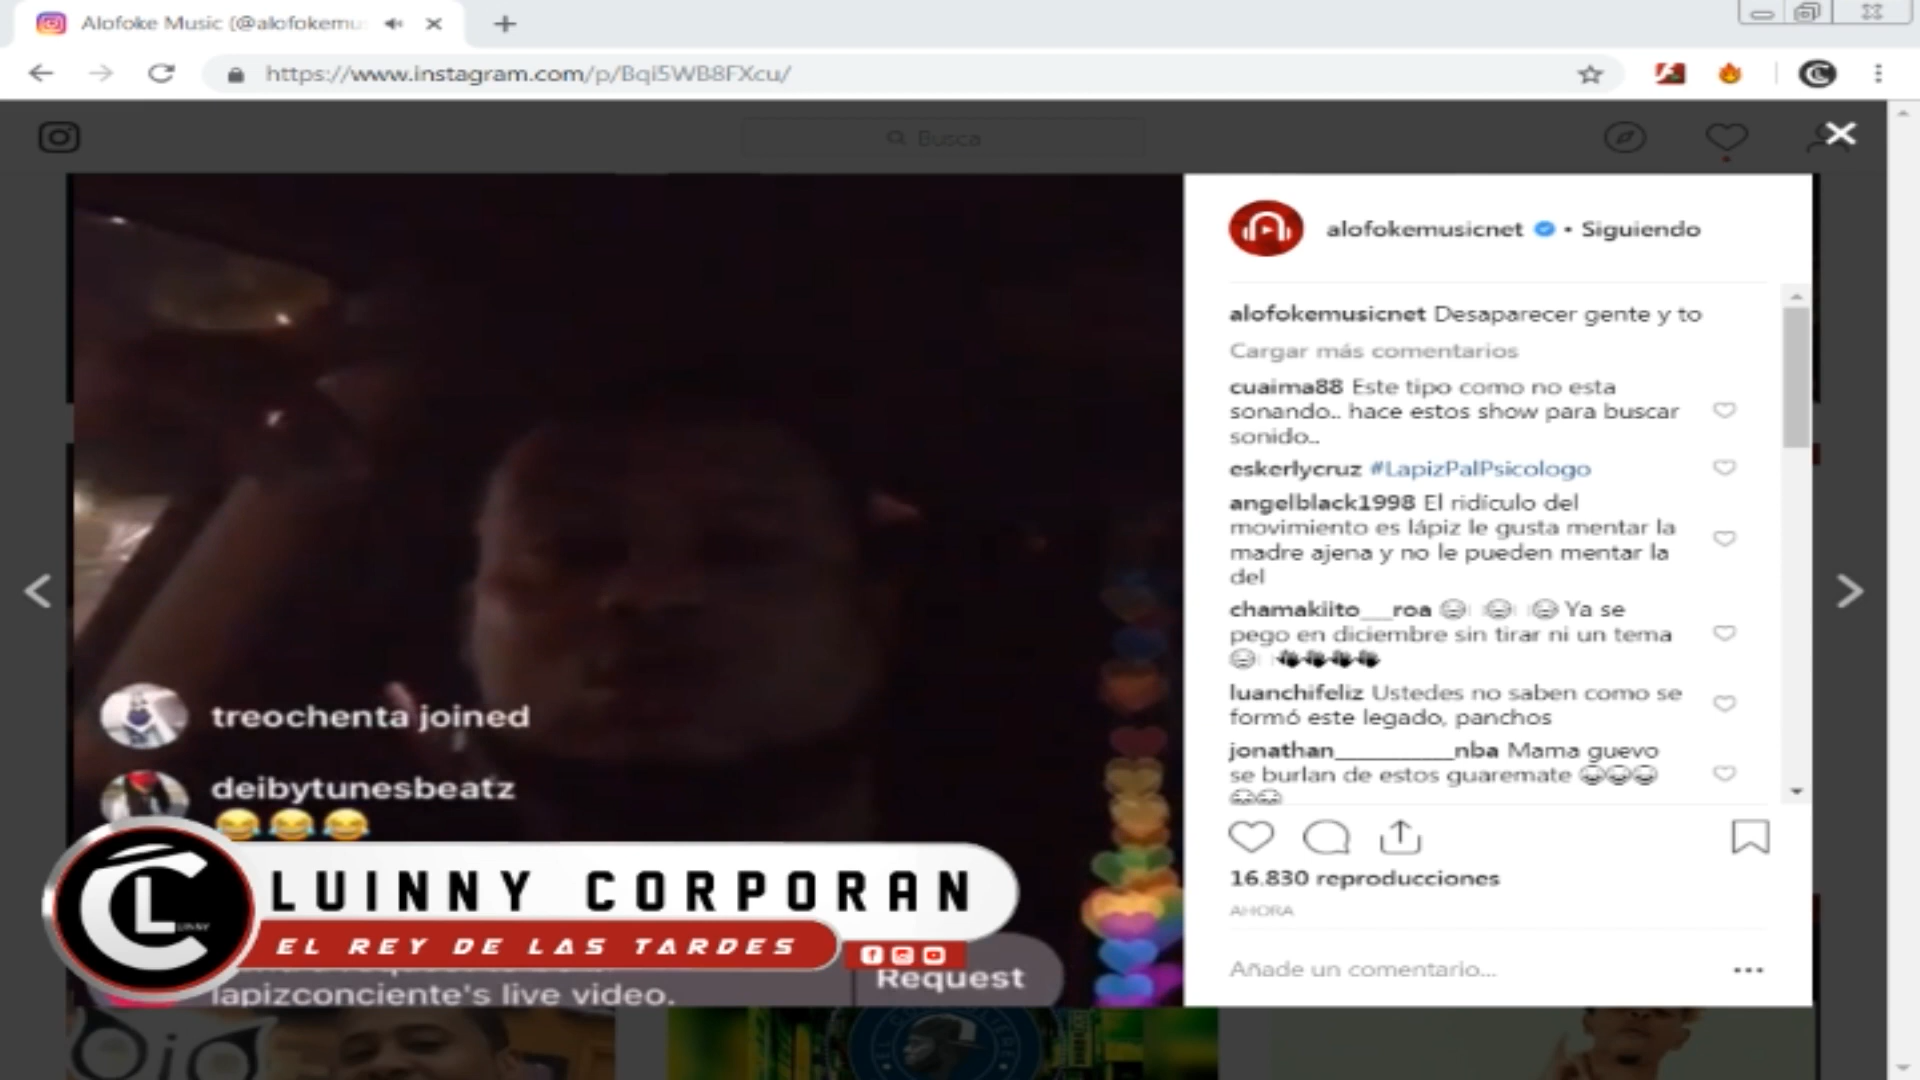 Alofoke Music (@alofokemu
https://www.instagram.com/p/Bqi5WB8FXcu/
Busca
alofokemusicnet • Siguiendo
alofokemusicnet Desaparecer gente y to
Cargar más comentarios
cuaima88 Este tipo como no esta
sonando.. hace estos show para buscar
sonido..
eskerlycruz #LapizPalPsicologo
angelblack1998 El ridículo del
movimiento es lápiz le gusta mentar la
madre ajena y no le pueden mentar la
del
chamakiito__roa Ya se
pego en diciembre sin tirar ni un tema
luanchifeliz Ustedes no saben como se
formó este legado, panchos
jonathan__________nba Mama guevo
se burlan de estos guaremate
16.830 reproducciones
AHORA
Añade un comentario...
treochenta joined
deibytunesbeatz
😂😂😂
CL
LUINNY CORPORAN
EL REY DE LAS TARDES
lapizconciente's live video.
Request